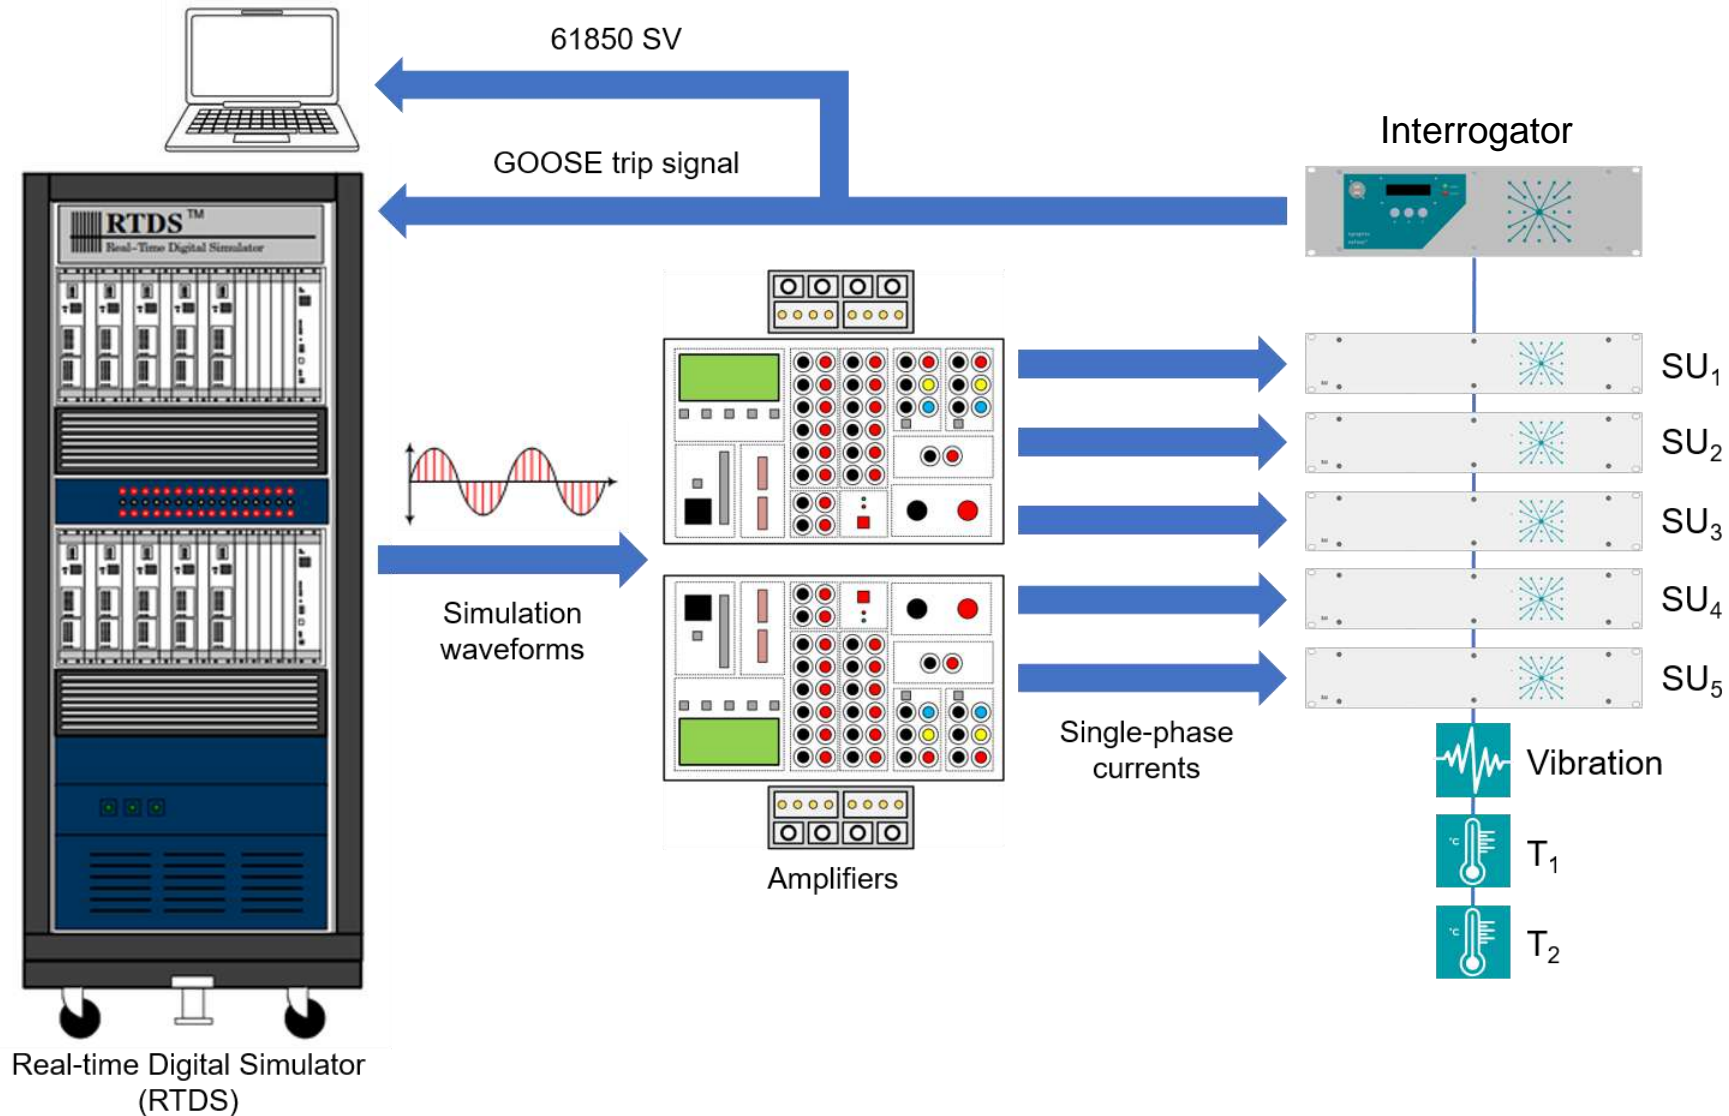 61850 SV
GOOSE trip signal
Interrogator
RTDS™
Real-Time Digital Simulator
SU1
SU2
SU3
SU4
SU5
Simulation
waveforms
Single-phase
currents
Vibration
°C
T1
°C
T2
Amplifiers
Real-time Digital Simulator
(RTDS)